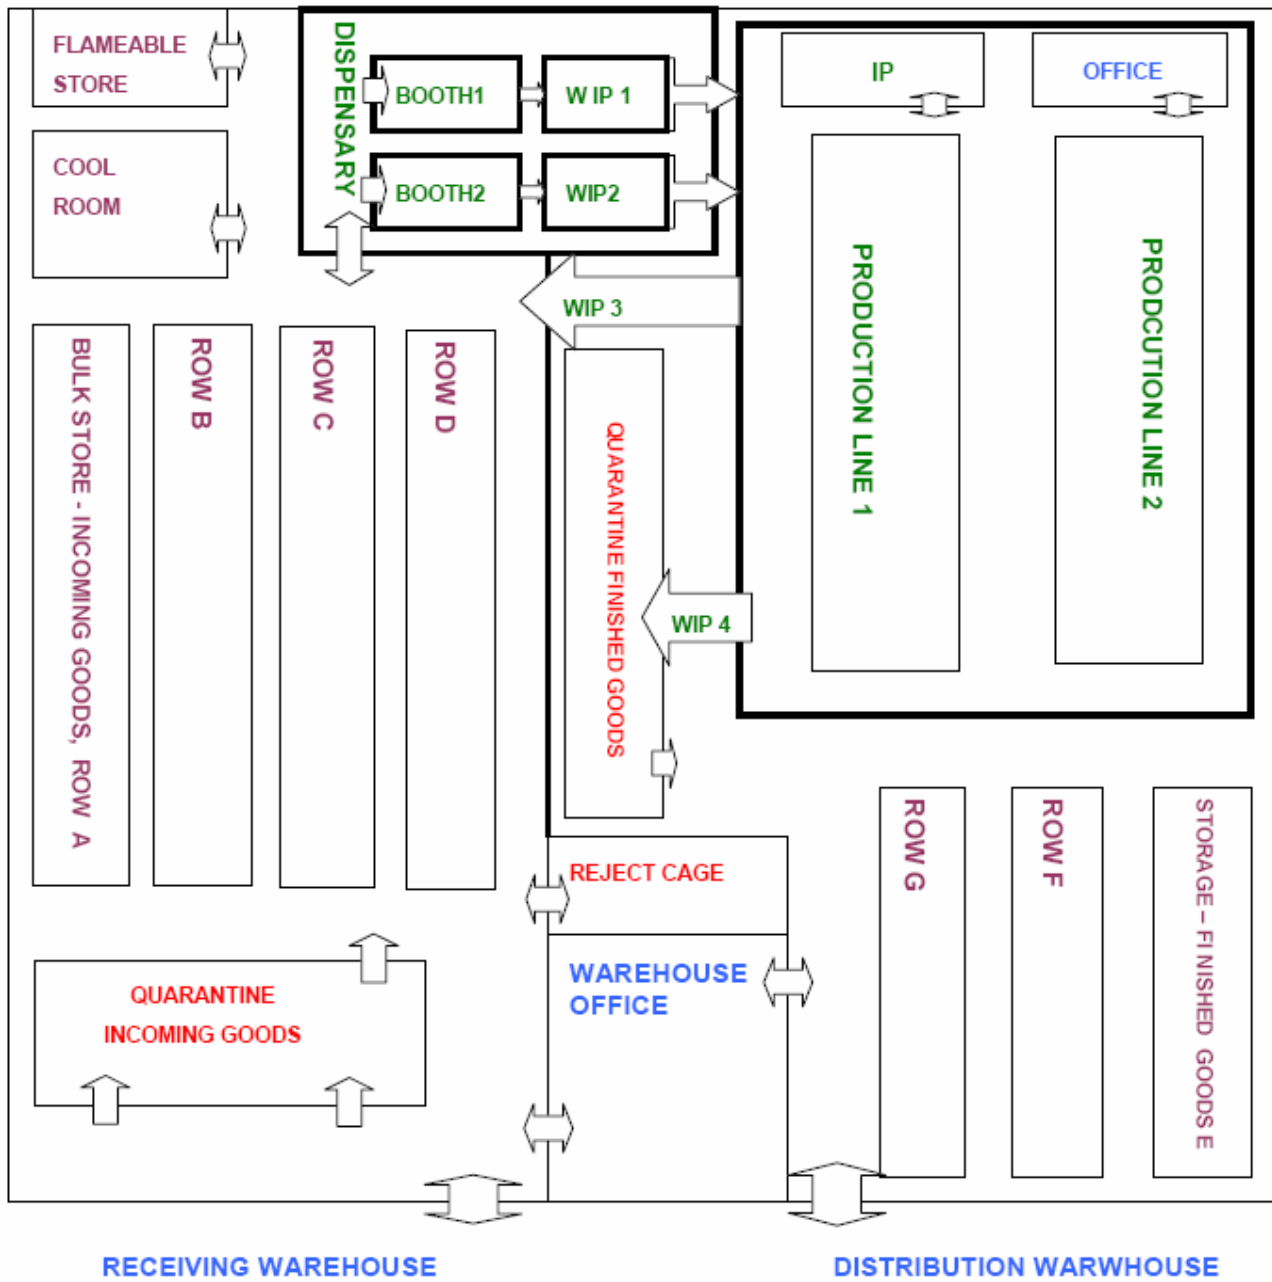 FLAMEABLE
STORE
DISPENSARY
BOOTH1
W IP 1
IP
OFFICE
COOL
ROOM
BOOTH2
WIP2
WIP 3
PRODUCTION LINE 1
PRODCUTION LINE 2
BULK STORE - INCOMING GOODS, ROW A
ROW B
ROW C
ROW D
QUARANTINE FINISHED GOODS
WIP 4
ROW G
ROW F
STORAGE – FINISHED GOODS E
REJECT CAGE
WAREHOUSE
OFFICE
QUARANTINE
INCOMING GOODS
RECEIVING WAREHOUSE
DISTRIBUTION WARWHOUSE